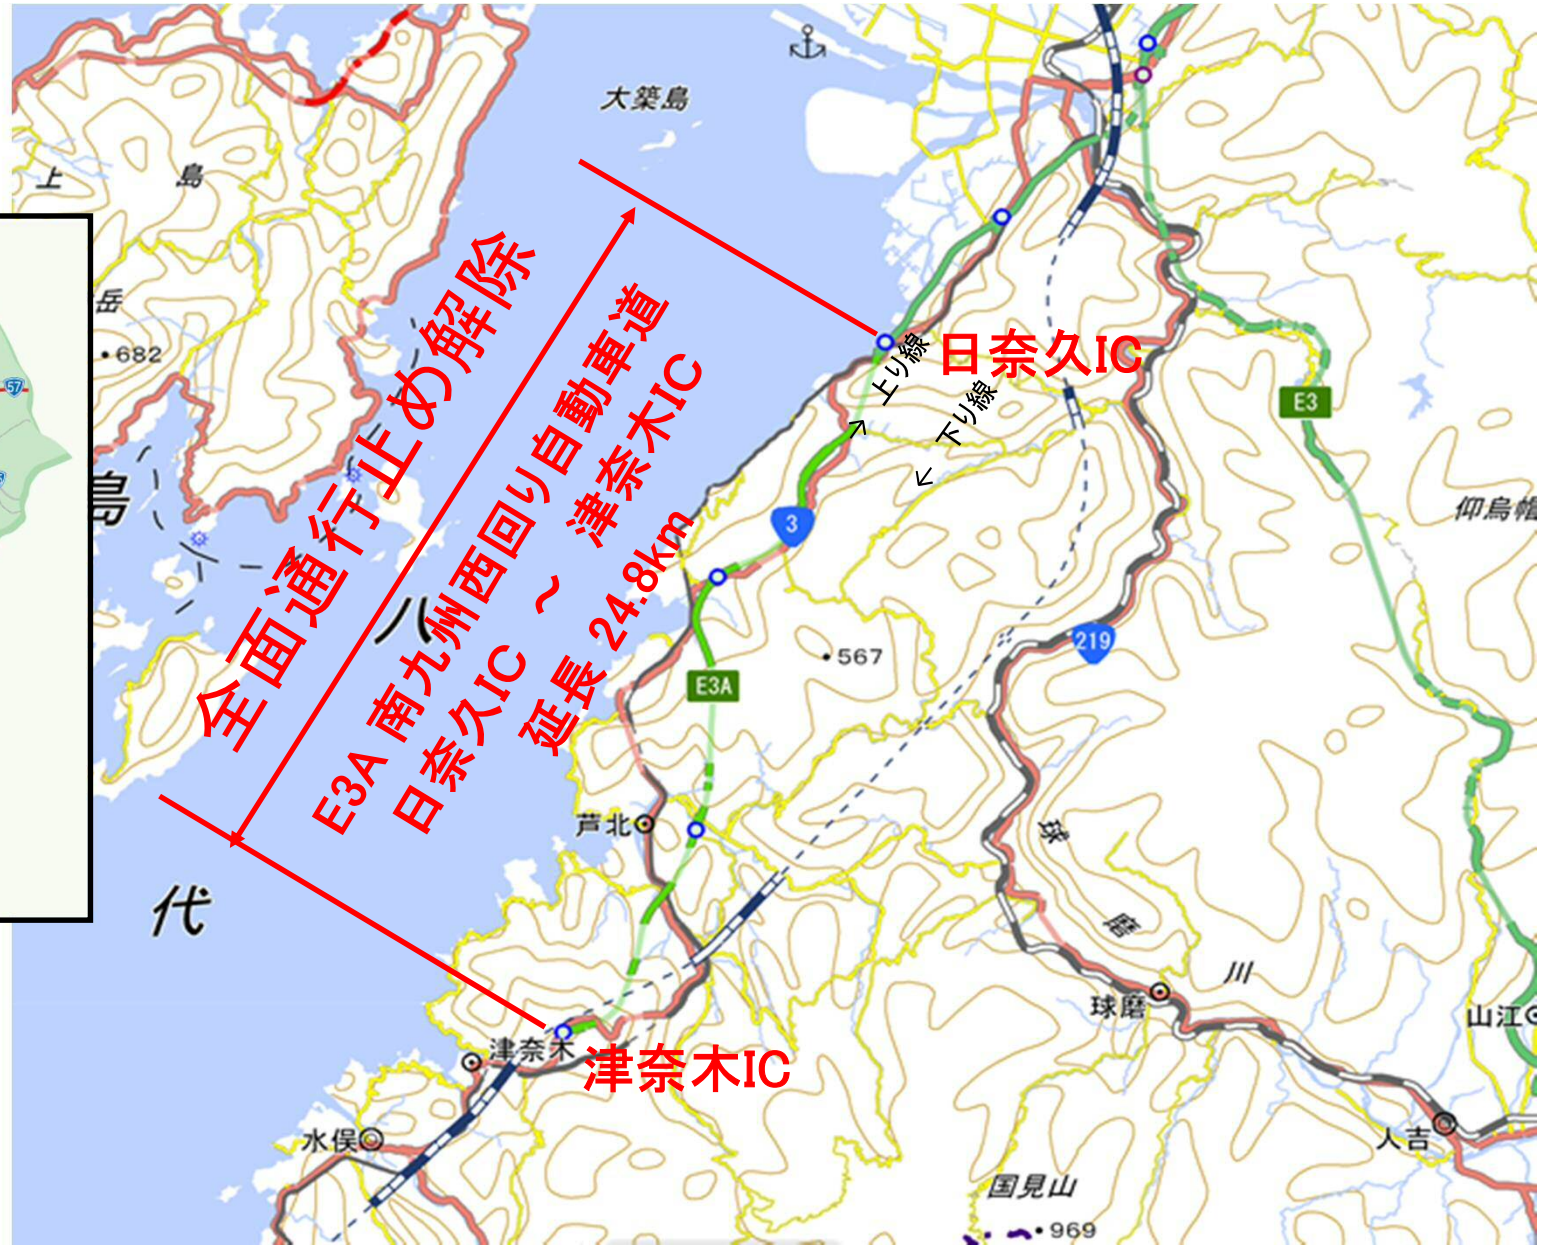 大築島
上
島
岳
682
57
島
全面通行止め解除
E3A 南九州西回り自動車道
日奈久IC ～ 津奈木IC
延長 24.8km
日奈久IC
上り線
下り線
E3
仰烏帽
3
八
219
567
E3A
芦北
代
球
磨
川
球磨
山江
津奈木
津奈木IC
水俣
人吉
国見山
969